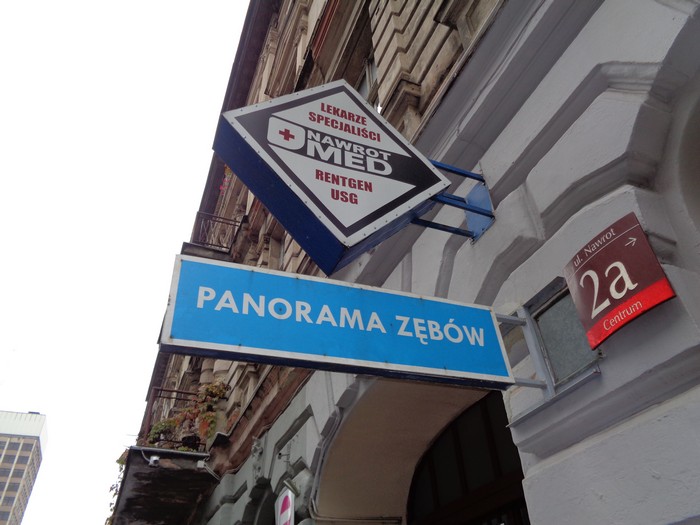 LEKARZE
SPECJALIŚCI
NAWROT
MED
RENTGEN
USG
PANORAMA ZĘBÓW
ul. Nawrot
2a
Centrum